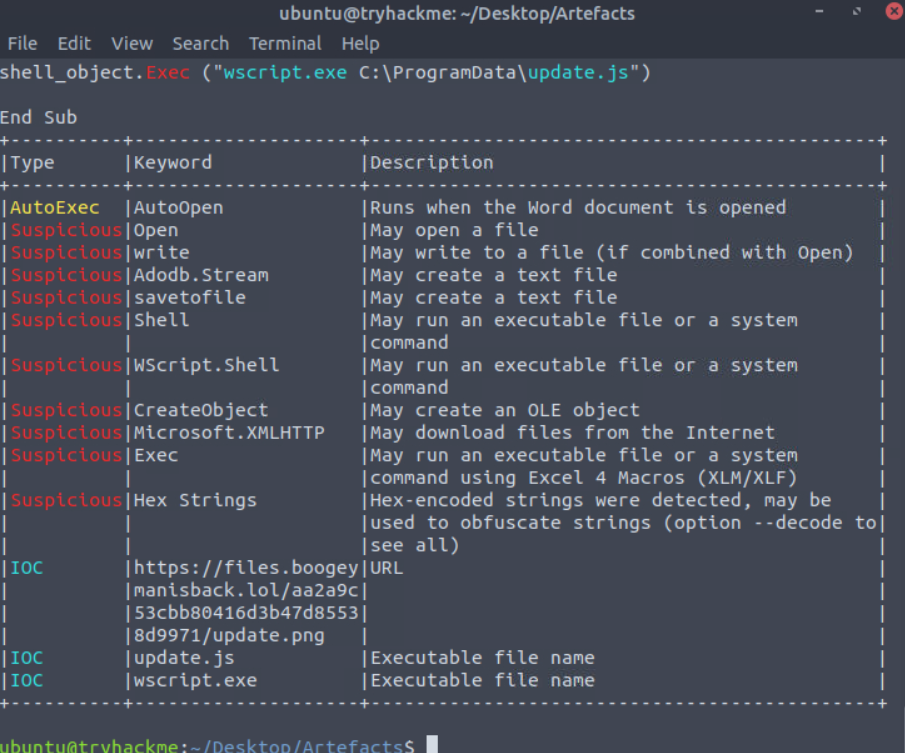 ubuntu@tryhackme: ~/Desktop/Artefacts
File Edit View Search Terminal Help
shell_object.Exec ("wscript.exe C:\ProgramData\update.js")
End Sub
+----------+--------------------+---------------------------------------------+
|Type      |Keyword             |Description                                  |
+----------+--------------------+---------------------------------------------+
|AutoExec  |AutoOpen            |Runs when the Word document is opened        |
|Suspicious|Open                |May open a file                              |
|Suspicious|write               |May write to a file (if combined with Open)  |
|Suspicious|Adodb.Stream        |May create a text file                       |
|Suspicious|savetofile          |May create a text file                       |
|Suspicious|Shell               |May run an executable file or a system       |
|          |                    |command                                      |
|Suspicious|WScript.Shell       |May run an executable file or a system       |
|          |                    |command                                      |
|Suspicious|CreateObject        |May create an OLE object                     |
|Suspicious|Microsoft.XMLHTTP   |May download files from the Internet         |
|Suspicious|Exec                |May run an executable file or a system       |
|          |                    |command using Excel 4 Macros (XLM/XLF)       |
|Suspicious|Hex Strings         |Hex-encoded strings were detected, may be    |
|          |                    |used to obfuscate strings (option --decode to|
|          |                    |see all)                                     |
|IOC       |https://files.boogey|URL                                          |
|          |manisback.lol/aa2a9c|                                             |
|          |53cbb80416d3b47d8553|                                             |
|          |8d9971/update.png   |                                             |
|IOC       |update.js           |Executable file name                         |
|IOC       |wscript.exe         |Executable file name                         |
+----------+--------------------+---------------------------------------------+
ubuntu@tryhackme:~/Desktop/Artefacts$